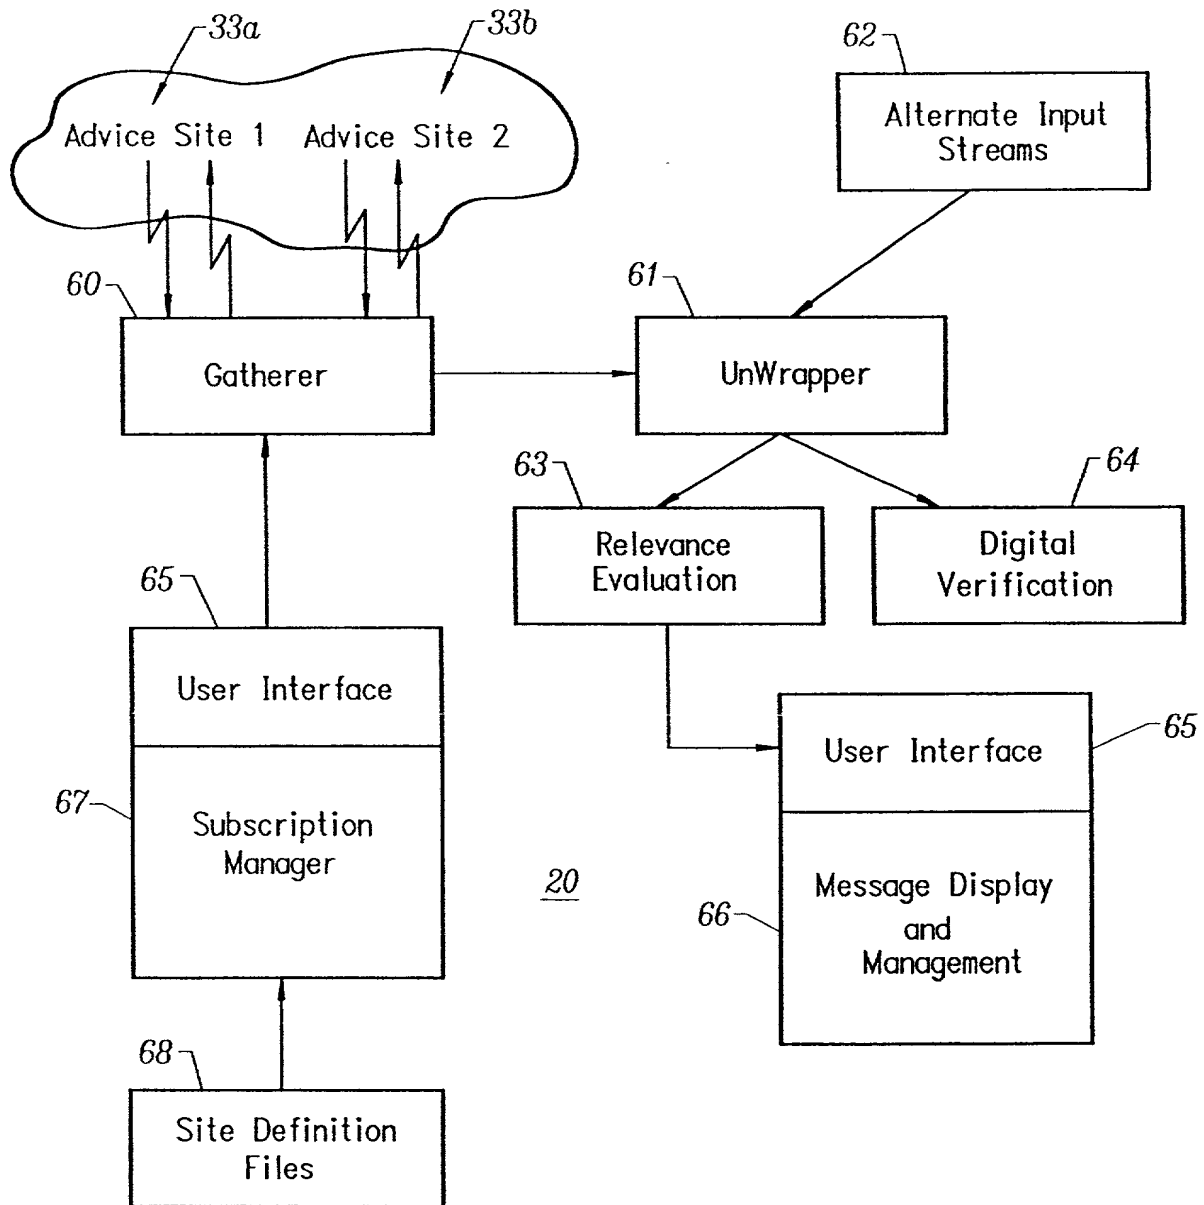 33a
33b
62
Advice Site 1
Advice Site 2
Alternate Input
Streams
60
61
Gatherer
UnWrapper
63
64
Relevance
Evaluation
Digital
Verification
65
User Interface
65
User Interface
67
Subscription
Manager
20
66
Message Display
and
Management
68
Site Definition
Files